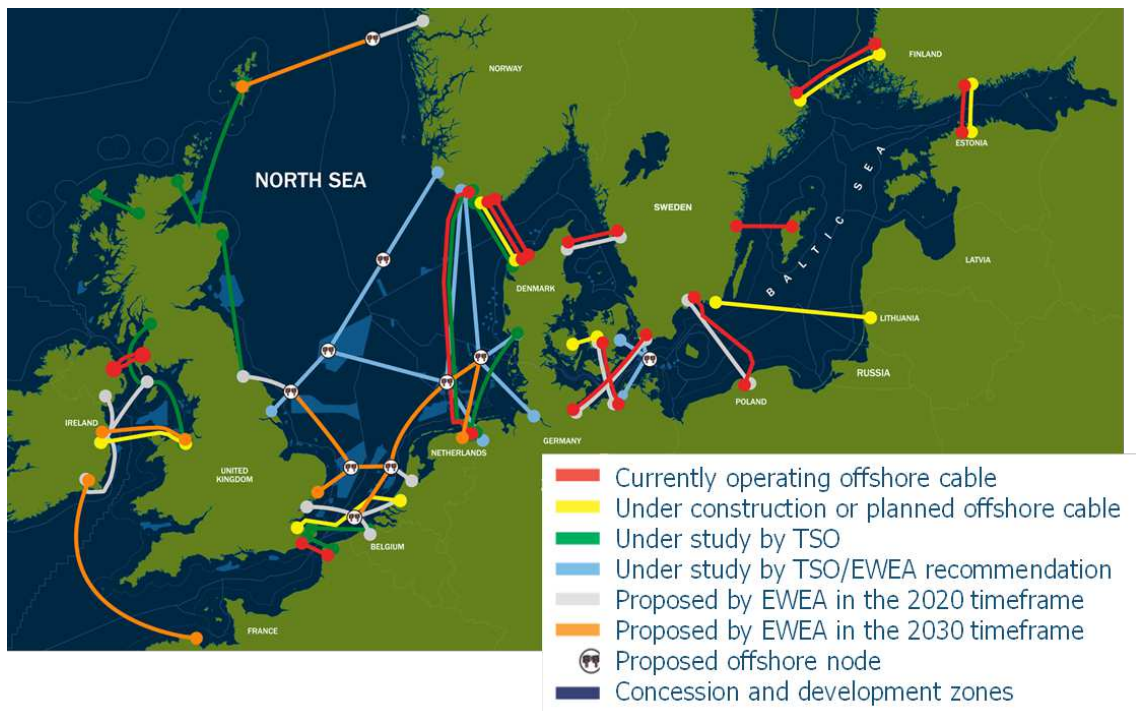 NORWAY
FINLAND
ESTONIA
NORTH SEA
SWEDEN
BALTIC SEA
LATVIA
DENMARK
LITHUANIA
RUSSIA
POLAND
IRELAND
UNITED
KINGDOM
NETHERLANDS
GERMANY
BELGIUM
FRANCE
Currently operating offshore cable
Under construction or planned offshore cable
Under study by TSO
Under study by TSO/EWEA recommendation
Proposed by EWEA in the 2020 timeframe
Proposed by EWEA in the 2030 timeframe
Proposed offshore node
Concession and development zones